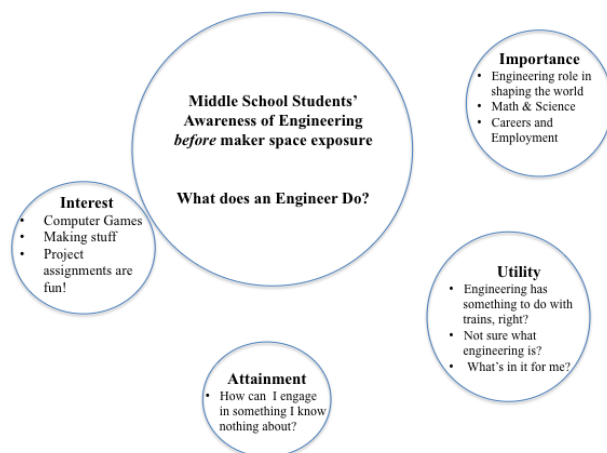 Middle School Students'
Awareness of Engineering
before maker space exposure
What does an Engineer Do?
Importance
• Engineering role in
shaping the world
• Math & Science
• Careers and
Employment
Interest
• Computer Games
• Making stuff
• Project
assignments are
fun!
Utility
• Engineering has
something to do with
trains, right?
• Not sure what
engineering is?
• What's in it for me?
Attainment
• How can I engage
in something I know
nothing about?